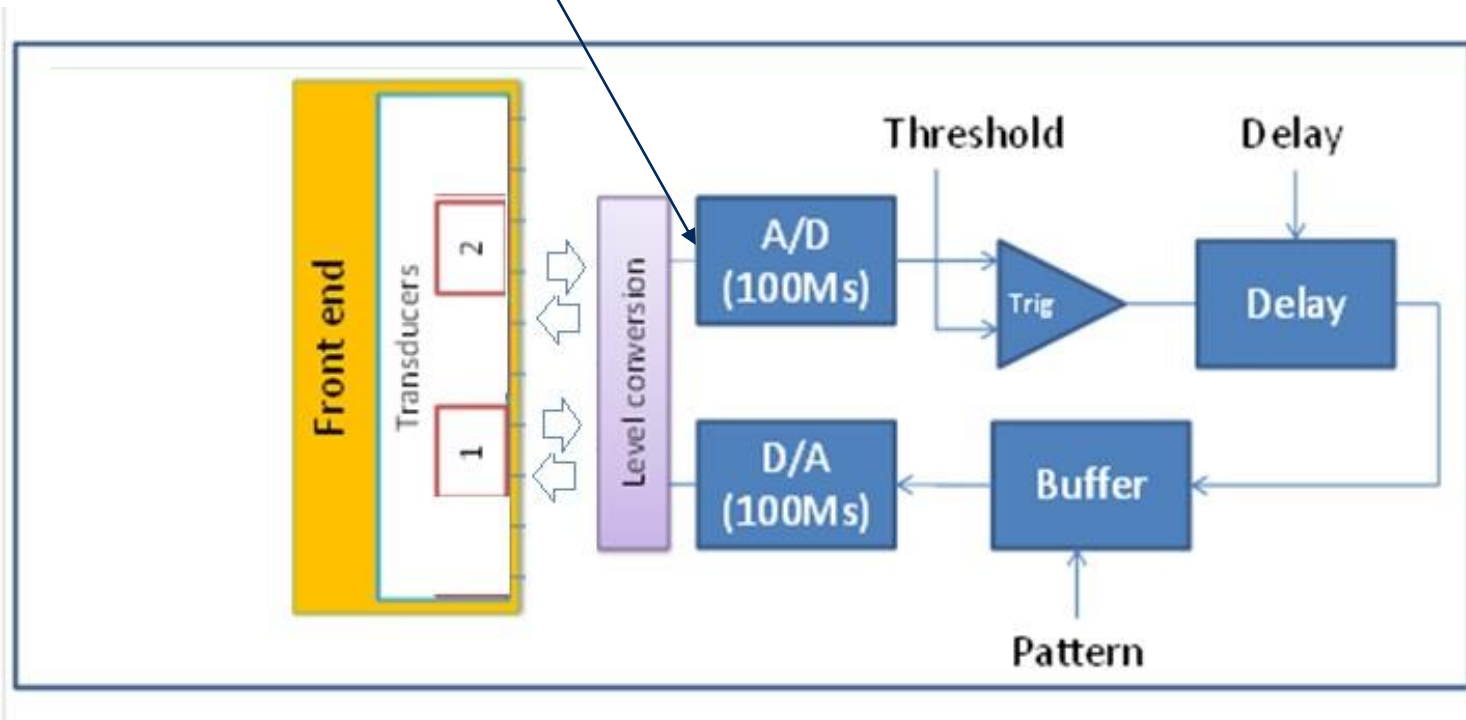 Front end
Transducers
2
1
Level conversion
A/D
(100Ms)
Threshold
Trig
Delay
Delay
D/A
(100Ms)
Buffer
Pattern